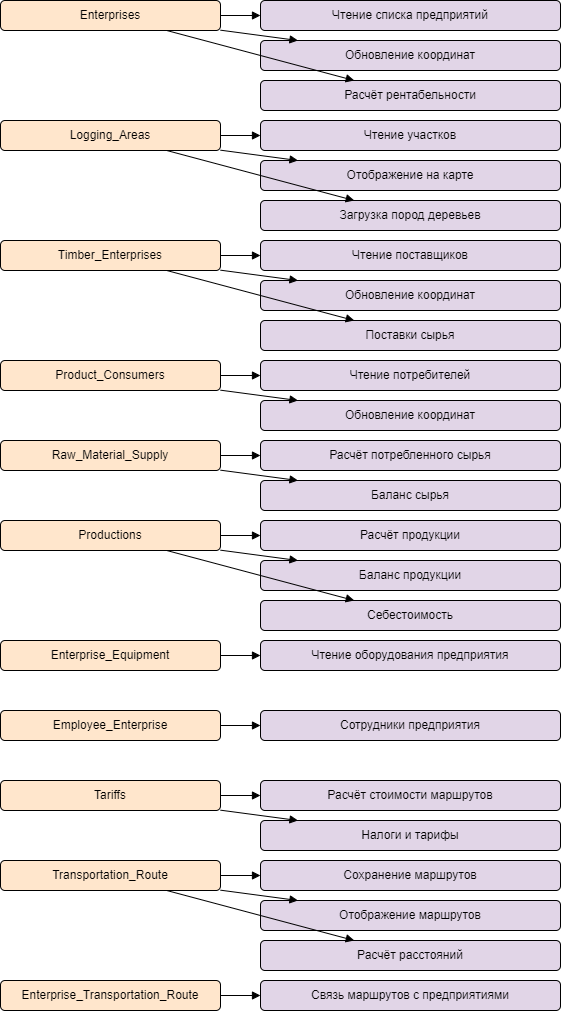 Enterprises
Чтение списка предприятий
Обновление координат
Расчёт рентабельности
Logging_Areas
Чтение участков
Отображение на карте
Загрузка пород деревьев
Timber_Enterprises
Чтение поставщиков
Обновление координат
Поставки сырья
Product_Consumers
Чтение потребителей
Обновление координат
Raw_Material_Supply
Расчёт потребленного сырья
Баланс сырья
Productions
Расчёт продукции
Баланс продукции
Себестоимость
Enterprise_Equipment
Чтение оборудования предприятия
Employee_Enterprise
Сотрудники предприятия
Tariffs
Расчёт стоимости маршрутов
Налоги и тарифы
Transportation_Route
Сохранение маршрутов
Отображение маршрутов
Расчёт расстояний
Enterprise_Transportation_Route
Связь маршрутов с предприятиями